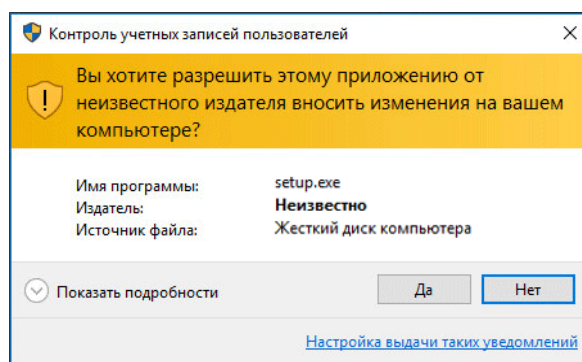 Контроль учетных записей пользователей
Вы хотите разрешить этому приложению от
неизвестного издателя вносить изменения на вашем
компьютере?
Имя программы: setup.exe
Издатель: Неизвестно
Источник файла: Жесткий диск компьютера
Показать подробности Да Нет
Настройка выдачи таких уведомлений